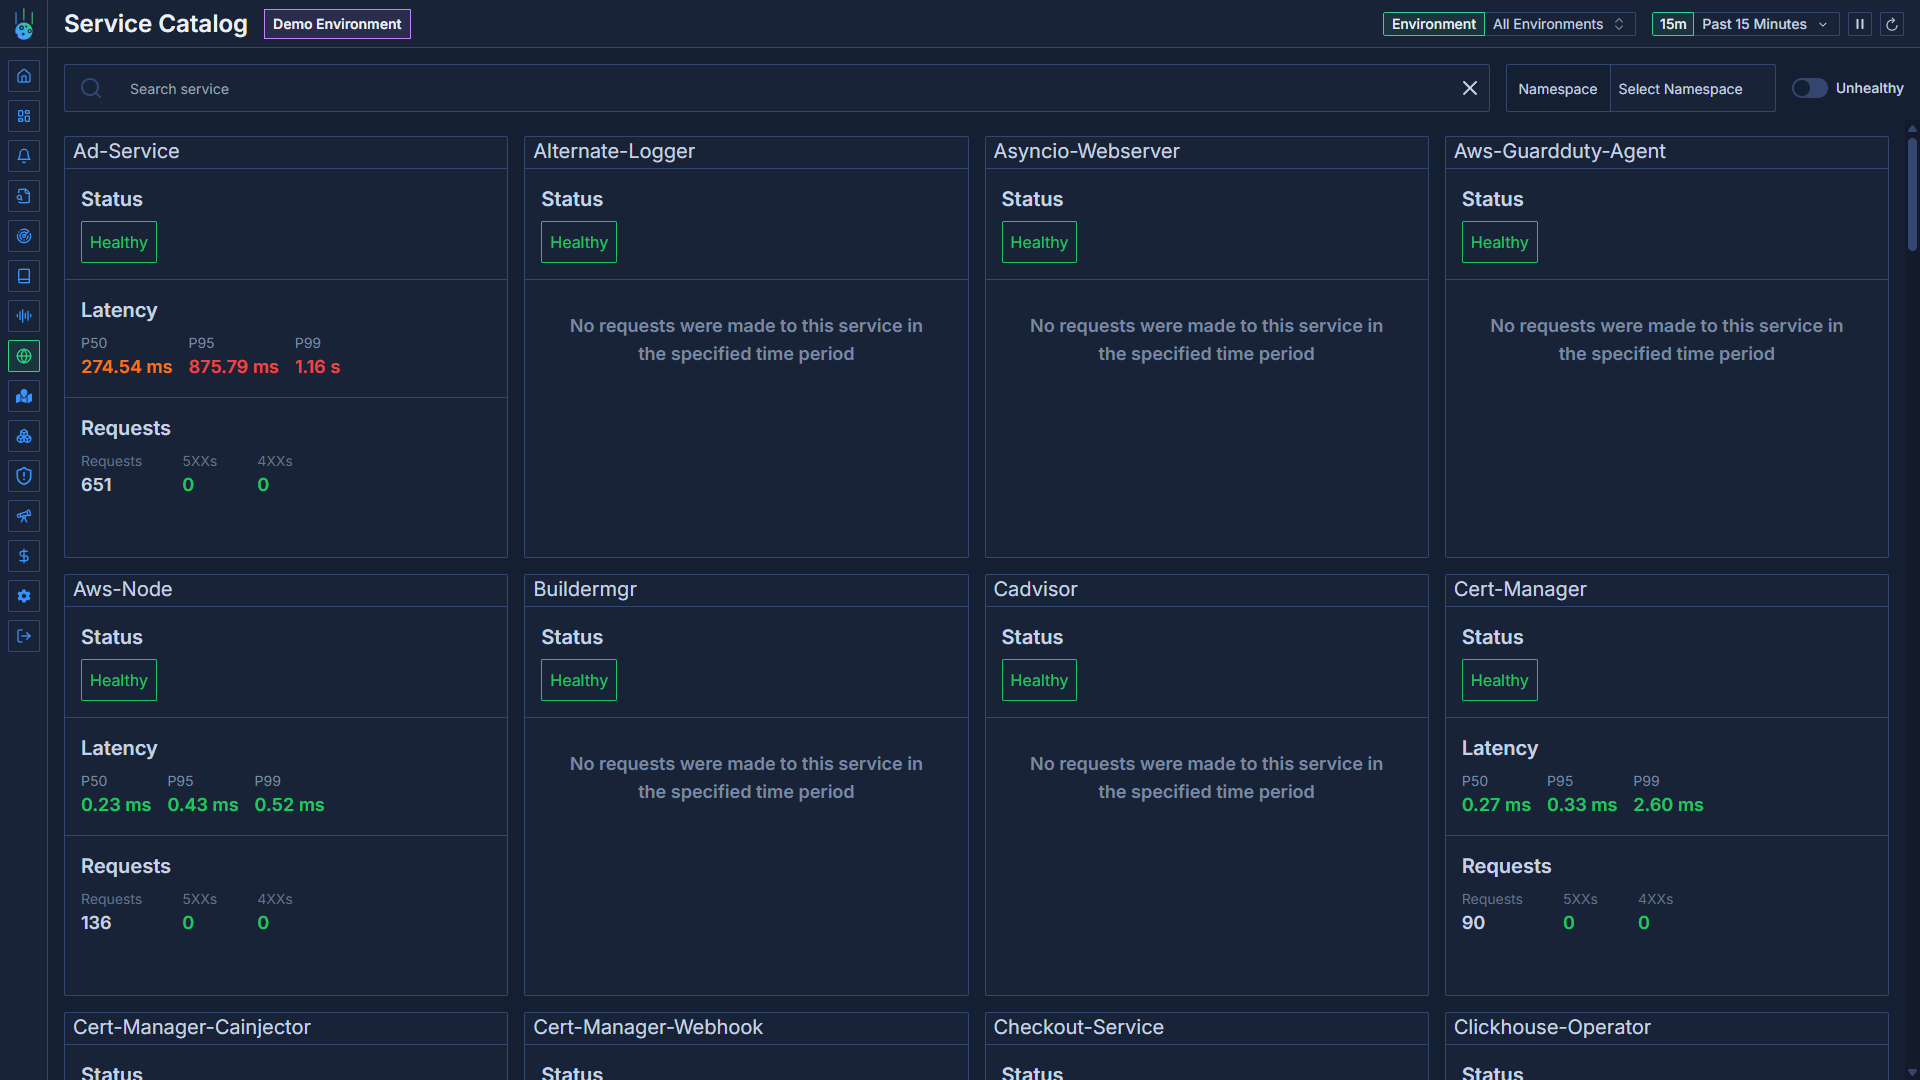 Service Catalog
Demo Environment
Environment
All Environments
15m
Past 15 Minutes
Search service
Namespace
Select Namespace
Unhealthy
Ad-Service
Status
Healthy
Latency
P50 P95 P99
274.54 ms 875.79 ms 1.16 s
Requests
Requests 5XXs 4XXs
651 0 0
Alternate-Logger
Status
Healthy
No requests were made to this service in
the specified time period
Asyncio-Webserver
Status
Healthy
No requests were made to this service in
the specified time period
Aws-Guardduty-Agent
Status
Healthy
No requests were made to this service in
the specified time period
Aws-Node
Status
Healthy
Latency
P50 P95 P99
0.23 ms 0.43 ms 0.52 ms
Requests
Requests 5XXs 4XXs
136 0 0
Buildermgr
Status
Healthy
No requests were made to this service in
the specified time period
Cadvisor
Status
Healthy
No requests were made to this service in
the specified time period
Cert-Manager
Status
Healthy
Latency
P50 P95 P99
0.27 ms 0.33 ms 2.60 ms
Requests
Requests 5XXs 4XXs
90 0 0
Cert-Manager-Cainjector
Status
Cert-Manager-Webhook
Status
Checkout-Service
Status
Clickhouse-Operator
Status